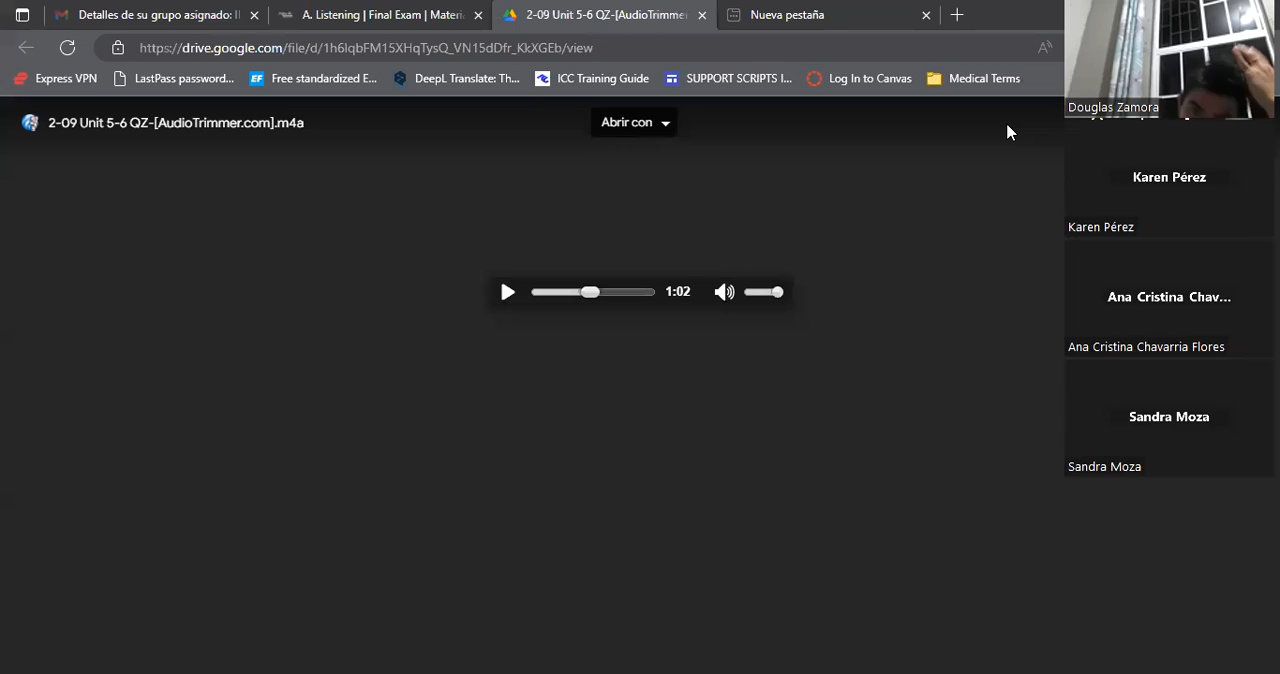 Detalles de su grupo asignado: I
A. Listening | Final Exam | Materi
2-09 Unit 5-6 QZ-[AudioTrimmer
Nueva pestaña
https://drive.google.com/file/d/1h6lqbFM15XHqTysQ_VN15dDfr_KkXGEb/view
Express VPN
LastPass password...
Free standardized E...
DeepL Translate: Th...
ICC Training Guide
SUPPORT SCRIPTS I...
Log In to Canvas
Medical Terms
2-09 Unit 5-6 QZ-[AudioTrimmer.com].m4a
Abrir con
1:02
Douglas Zamora
Karen Pérez
Karen Pérez
Ana Cristina Chav...
Ana Cristina Chavarria Flores
Sandra Moza
Sandra Moza